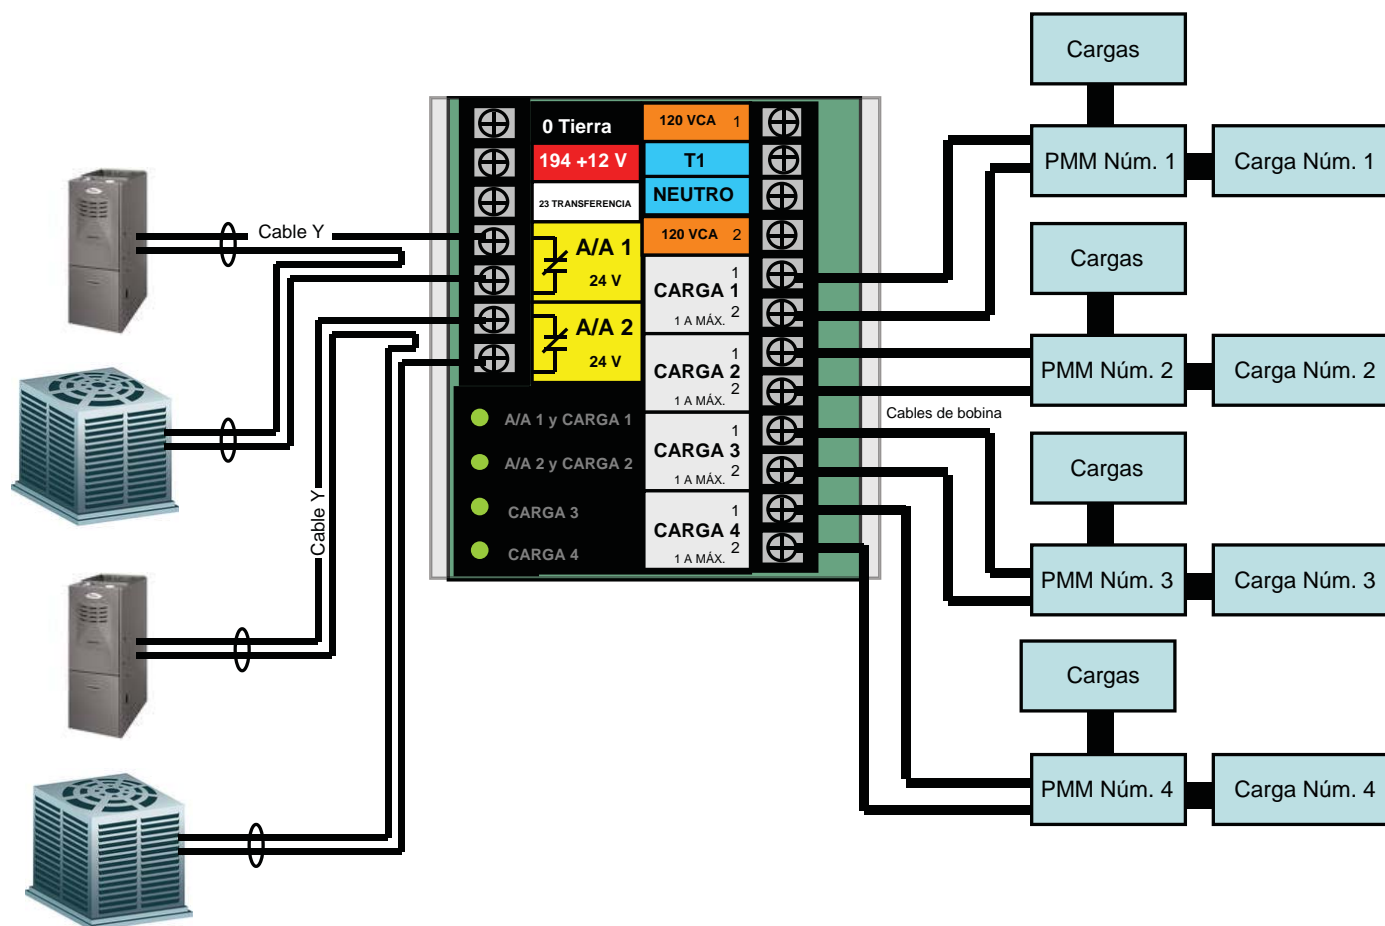 0 Tierra
194 +12 V
23 TRANSFERENCIA
A/A 1
24 V
A/A 2
24 V
120 VCA 1
T1
NEUTRO
120 VCA 2
1
CARGA 1
1 A MÁX. 2
1
CARGA 2
1 A MÁX. 2
1
CARGA 3
1 A MÁX. 2
1
CARGA 4
1 A MÁX. 2
A/A 1 y CARGA 1
A/A 2 y CARGA 2
CARGA 3
CARGA 4
Cable Y
Cable Y
Cables de bobina
Cargas
PMM Núm. 1
Carga Núm. 1
Cargas
PMM Núm. 2
Carga Núm. 2
Cargas
PMM Núm. 3
Carga Núm. 3
Cargas
PMM Núm. 4
Carga Núm. 4